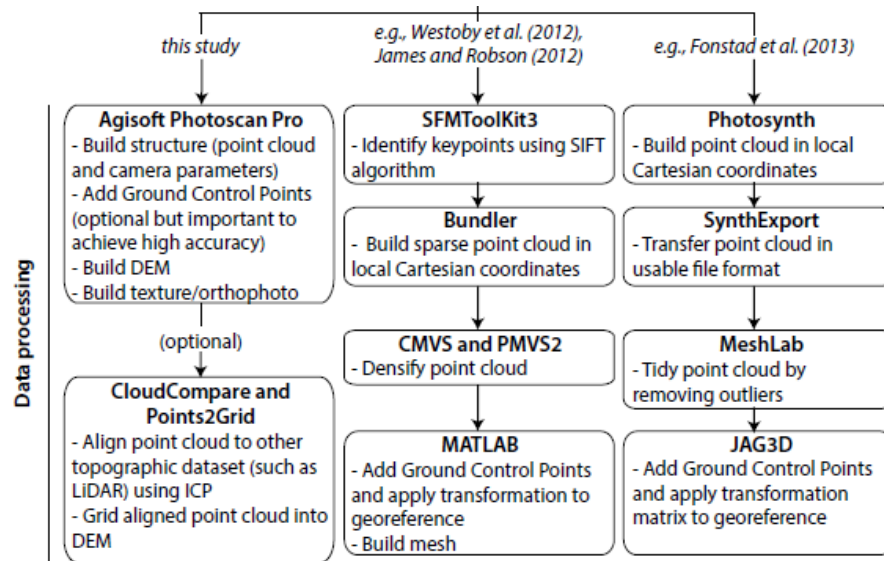 this study
Agisoft Photoscan Pro
- Build structure (point cloud
and camera parameters)
- Add Ground Control Points
(optional but important to
achieve high accuracy)
- Build DEM
- Build texture/orthophoto
(optional)
CloudCompare and
Points2Grid
- Align point cloud to other
topographic dataset (such as
LiDAR) using ICP
- Grid aligned point cloud into
DEM
e.g., Westoby et al. (2012),
James and Robson (2012)
SFMToolKit3
- Identify keypoints using SIFT
algorithm
Bundler
- Build sparse point cloud in
local Cartesian coordinates
CMVS and PMVS2
- Densify point cloud
MATLAB
- Add Ground Control Points
and apply transformation to
georeference
- Build mesh
e.g., Fonstad et al. (2013)
Photosynth
- Build point cloud in local
Cartesian coordinates
SynthExport
- Transfer point cloud in
usable file format
MeshLab
- Tidy point cloud by
removing outliers
JAG3D
- Add Ground Control Points
and apply transformation
matrix to georeference
Data processing